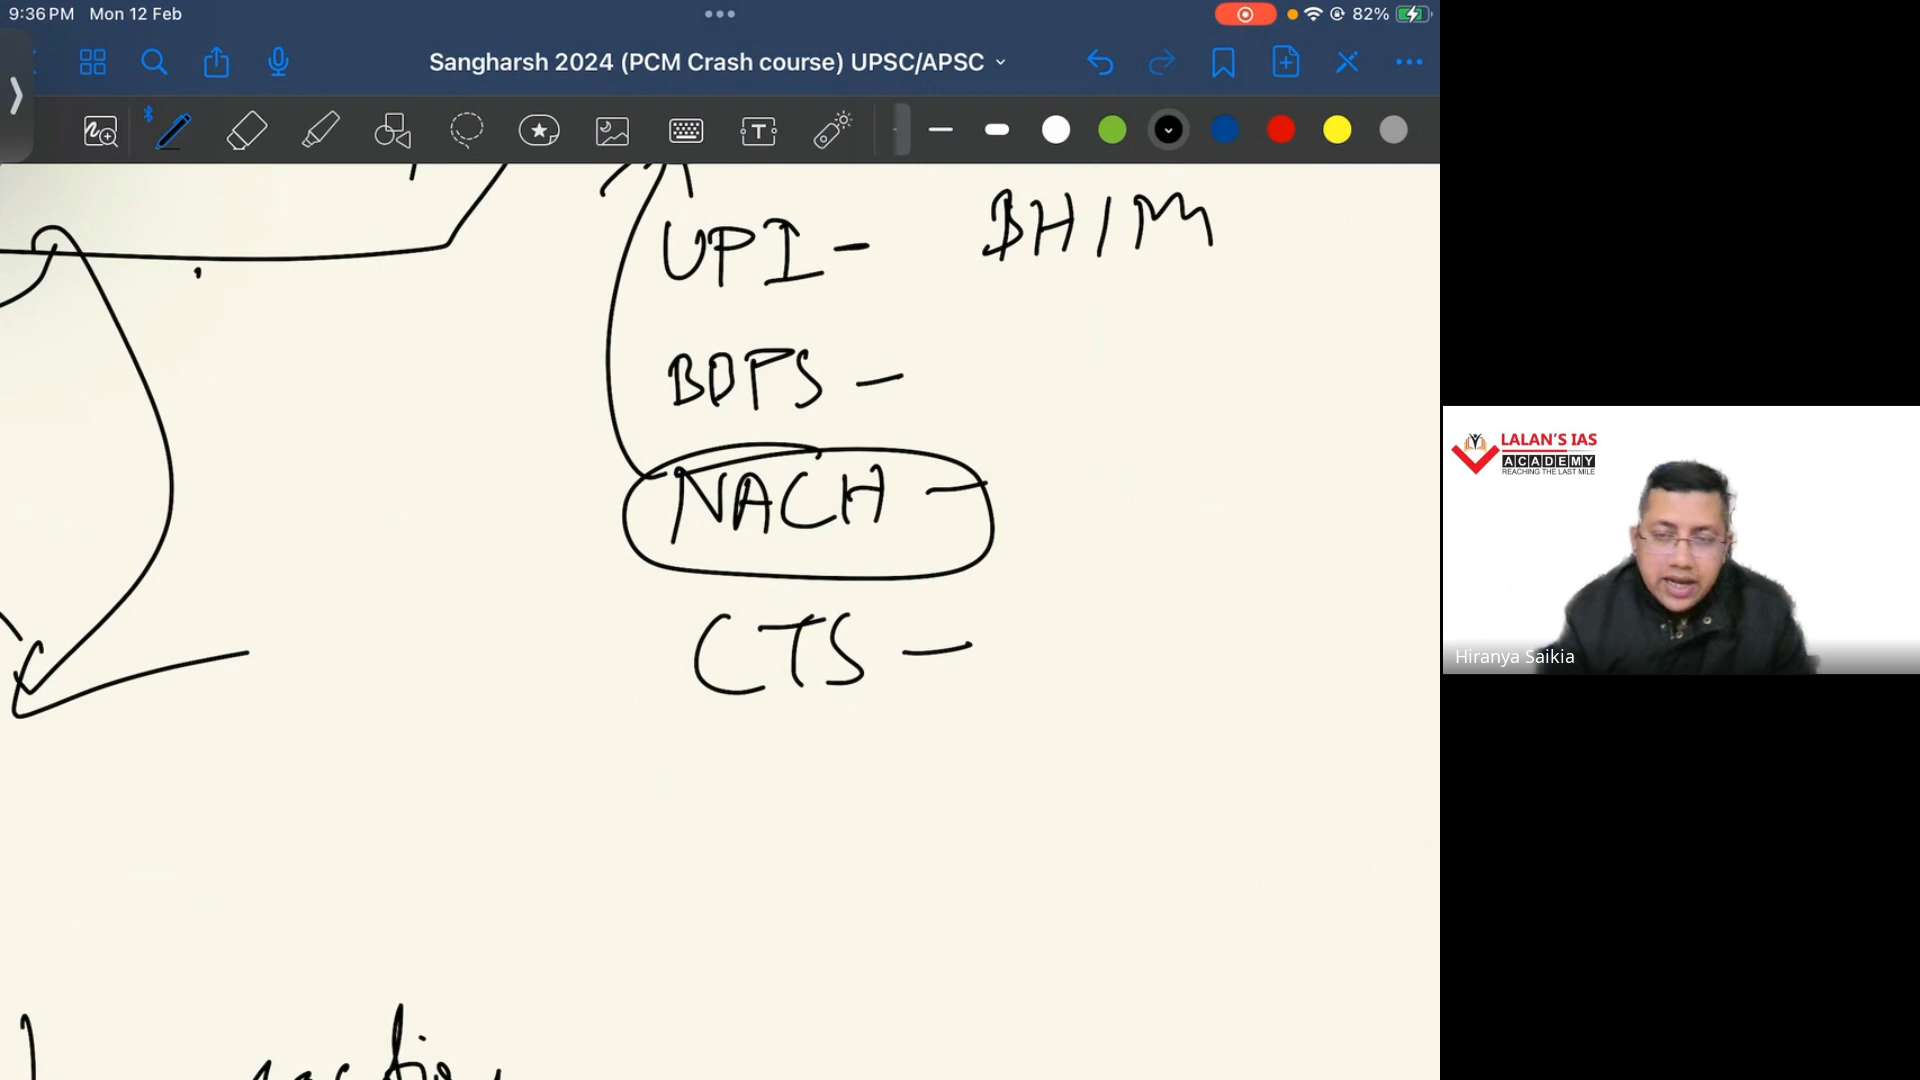 9:36 PM Mon 12 Feb
82%
Sangharsh 2024 (PCM Crash course) UPSC/APSC
T
UPI - BHIM
BDPS -
NACH -
CTS -
LALAN'S IAS
ACADEMY
REACHING THE LAST MILE
Hiranya Saikia